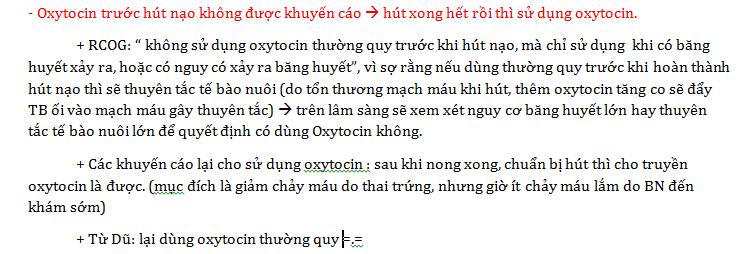 - Oxytocin trước hút nạo không được khuyến cáo → hút xong hết rồi thì sử dụng oxytocin.
+ RCOG: “ không sử dụng oxytocin thường quy trước khi hút nạo, mà chỉ sử dụng khi có băng
huyết xảy ra, hoặc có nguy có xảy ra băng huyết”, vì sợ rằng nếu dùng thường quy trước khi hoàn thành
hút nạo thì sẽ thuyên tắc tế bào nuôi (do tổn thương mạch máu khi hút, thêm oxytocin tăng co sẽ đẩy
TB ối vào mạch máu gây thuyên tắc) → trên lâm sàng sẽ xem xét nguy cơ băng huyết lớn hay thuyên
tắc tế bào nuôi lớn để quyết định có dùng Oxytocin không.
+ Các khuyến cáo lại cho sử dụng oxytocin : sau khi nong xong, chuẩn bị hút thì cho truyền
oxytocin là được. (mục đích là giảm chảy máu do thai trứng, nhưng giờ ít chảy máu lắm do BN đến
khám sớm)
+ Từ Dũ: lại dùng oxytocin thường quy =.=